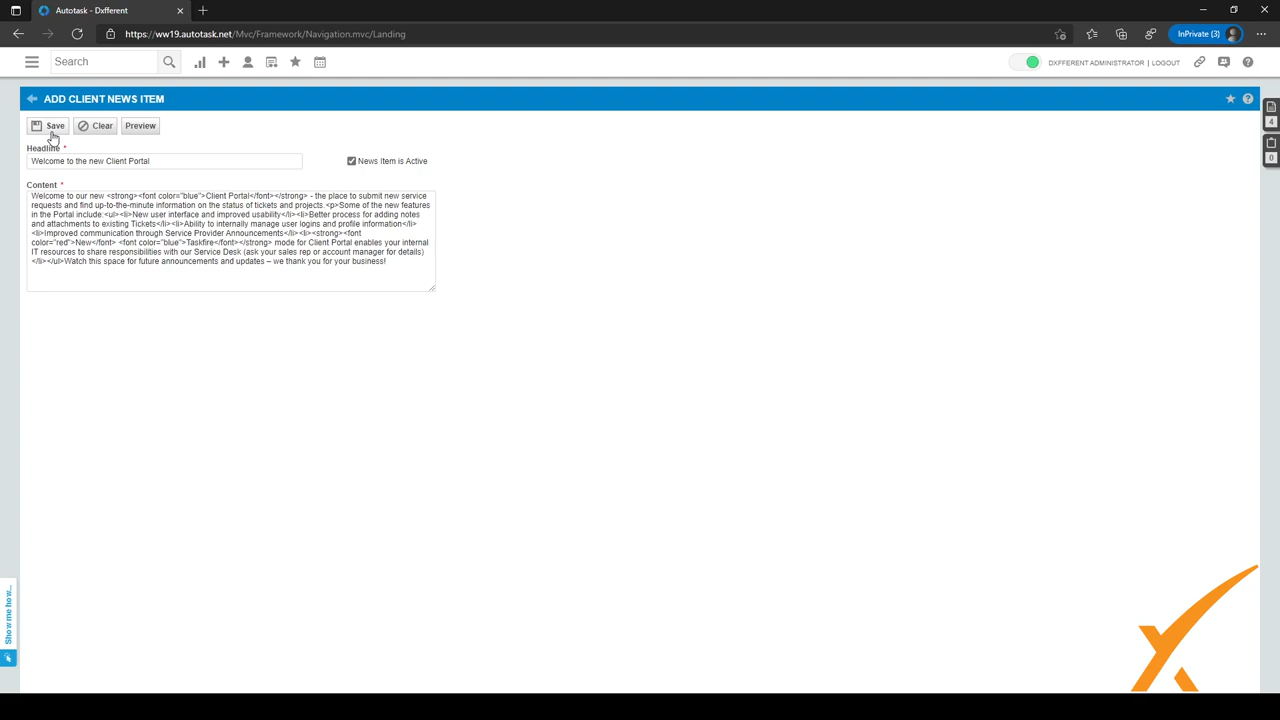 Autotask - Dxfferent
https://ww19.autotask.net/Mvc/Framework/Navigation.mvc/Landing
InPrivate (3)
Search
DXFFERENT ADMINISTRATOR | LOGOUT
ADD CLIENT NEWS ITEM
4
0
Save
Clear
Preview
Headline *
Welcome to the new Client Portal
News Item is Active
Content *
Welcome to our new <strong><font color="blue">Client Portal</font></strong> - the place to submit new service
requests and find up-to-the-minute information on the status of tickets and projects.<p>Some of the new features
in the Portal include:<ul><li>New user interface and improved usability</li><li>Better process for adding notes
and attachments to existing Tickets</li><li>Ability to internally manage user logins and profile information</li>
<li>Improved communication through Service Provider Announcements</li><li><strong><font
color="red">New</font> <font color="blue">Taskfire</font></strong> mode for Client Portal enables your internal
IT resources to share responsibilities with our Service Desk (ask your sales rep or account manager for details)
</li></ul>Watch this space for future announcements and updates – we thank you for your business!
Show me how...